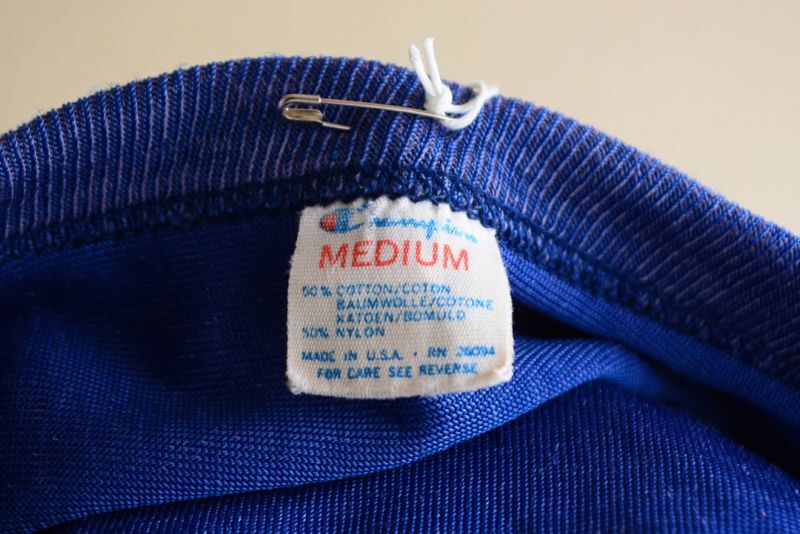 Champion
MEDIUM
50% COTTON/COTON
BAUMWOLLE/COTONE
KATOEN/BOMULD
50% NYLON
MADE IN U.S.A. • RN 26094
FOR CARE SEE REVERSE